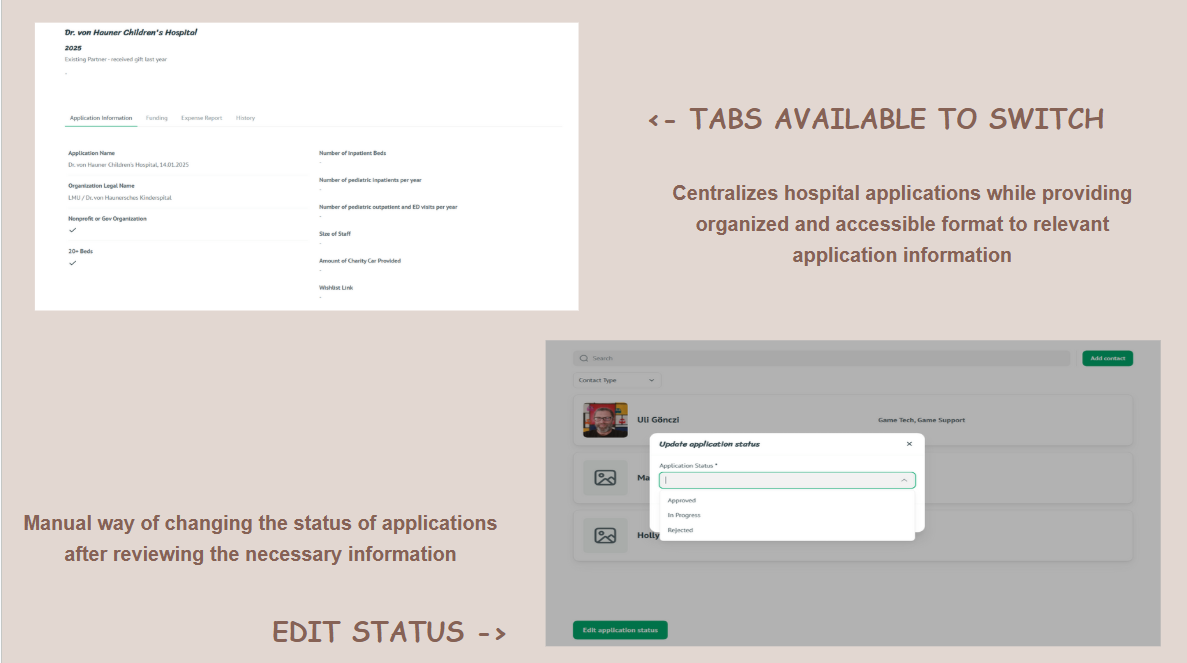 Dr. von Hauner Children's Hospital
2025
Existing Partner - received gift last year
-
Application Information Funding Expense Report History
Application Name
Dr. von Hauner Children's Hospital, 14.01.2025
Organization Legal Name
LMU / Dr. von Haunersches Kinderspital
Nonprofit or Gov Organization
20+ Beds
Number of Inpatient Beds
-
Number of pediatric inpatients per year
-
Number of pediatric outpatient and ED visits per year
-
Size of Staff
-
Amount of Charity Car Provided
-
Wishlist Link
-
<- TABS AVAILABLE TO SWITCH
Centralizes hospital applications while providing
organized and accessible format to relevant
application information
Search
Add contact
Contact Type
Uli Gönczi
Game Tech, Game Support
Ma
Holly
Update application status
Application Status *
Approved
In Progress
Rejected
Edit application status
Manual way of changing the status of applications
after reviewing the necessary information
EDIT STATUS ->